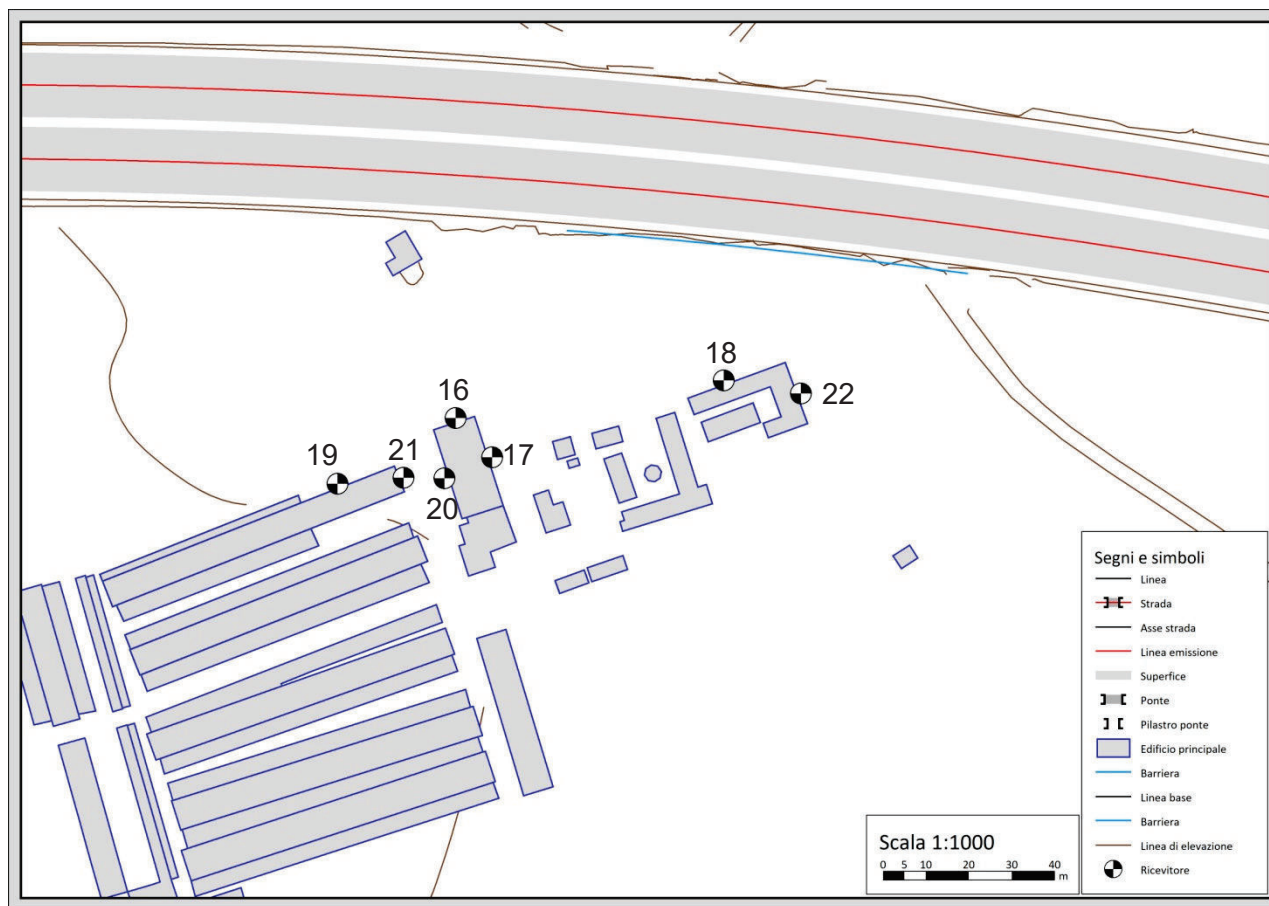 18
22
16
17
21
19
20
Segni e simboli
Linea
Strada
Asse strada
Linea emissione
Superfice
Ponte
Pilastro ponte
Edificio principale
Barriera
Linea base
Barriera
Linea di elevazione
Ricevitore
Scala 1:1000
0 5 10 20 30 40
m